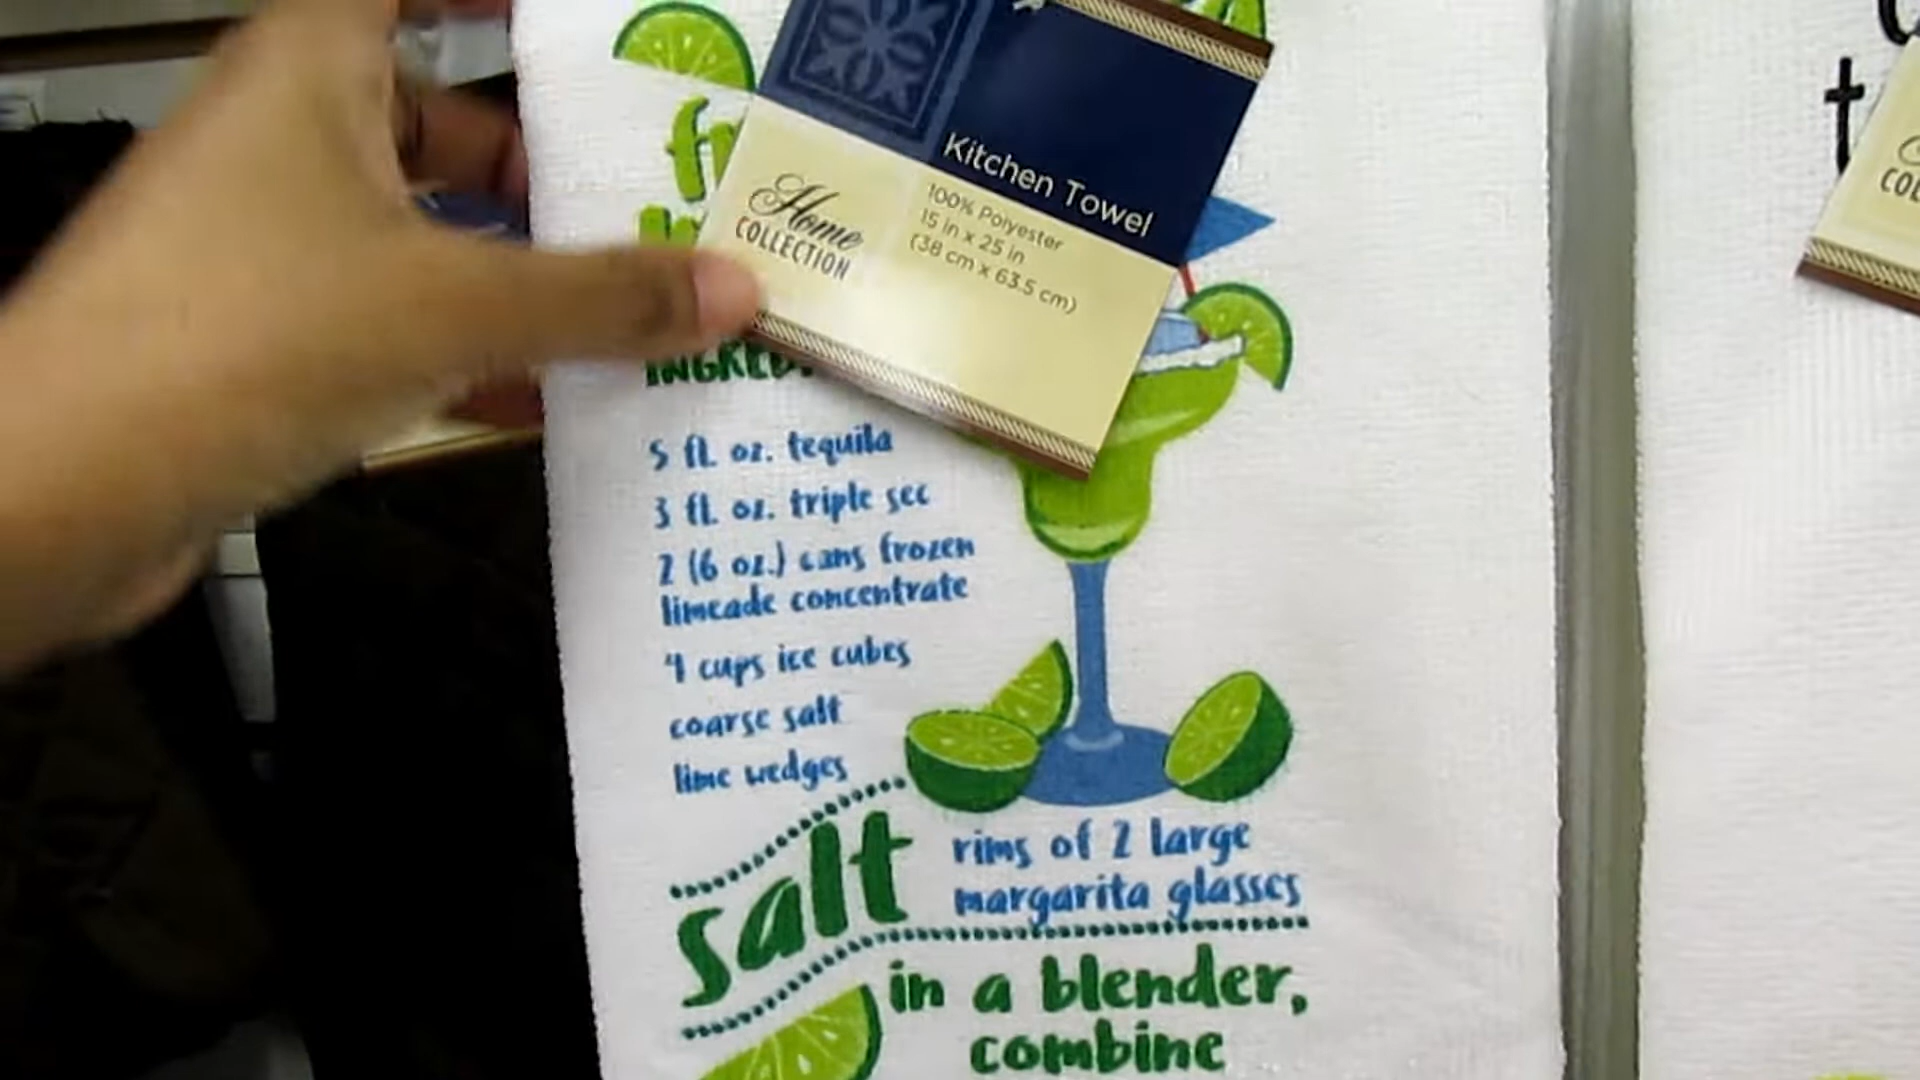 Kitchen Towel
100% Polyester
15 in x 25 in
(38 cm x 63.5 cm)
Home
COLLECTION
5 fl. oz. tequila
3 fl. oz. triple sec
2 (6 oz.) cans frozen
limeade concentrate
4 cups ice cubes
coarse salt
lime wedges
salt
rims of 2 large
margarita glasses
in a blender,
combine
t